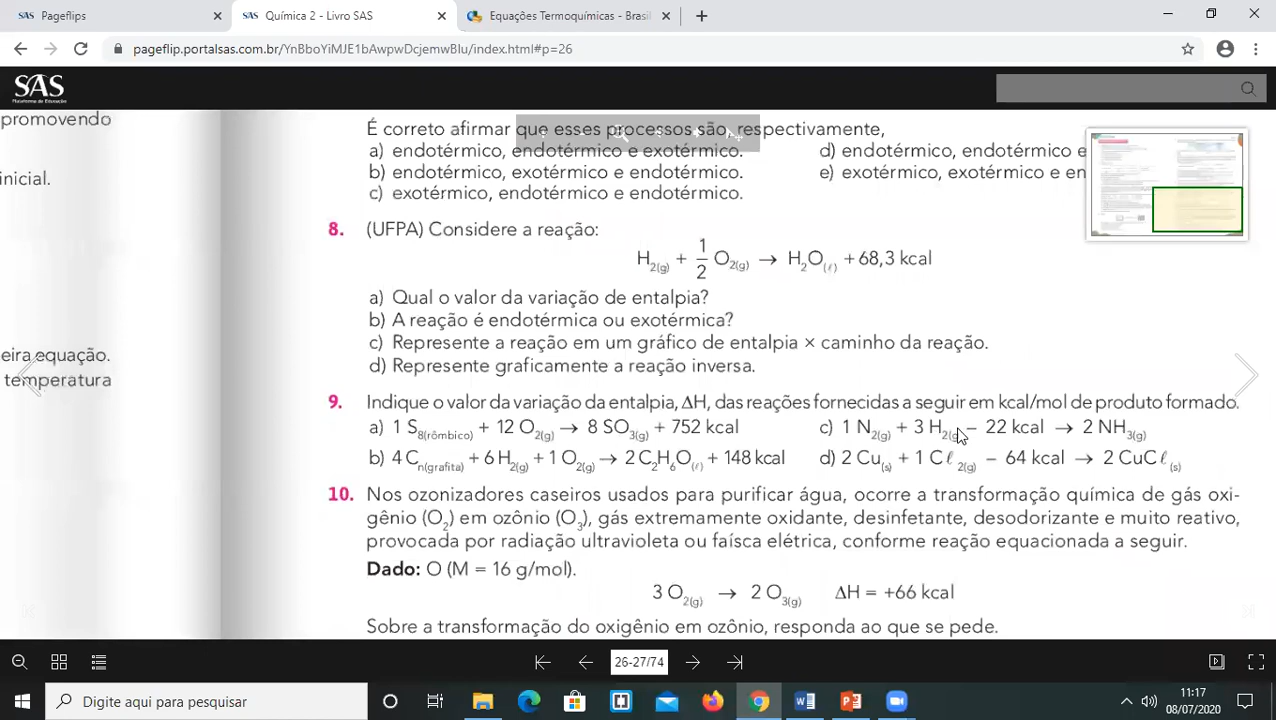 Pageflips
SAS Química 2 - Livro SAS
Equações Termoquímicas - Brasil
pageflip.portalsas.com.br/YnBboYiMJE1bAwpwDcjemwBlu/index.html#p=26
SAS
Plataforma de Educação
promovendo
inicial.
eira equação.
temperatura
É correto afirmar que esses processos são, respectivamente,
a) endotérmico, endotérmico e exotérmico.
d) endotérmico, endotérmico e
b) endotérmico, exotérmico e endotérmico.
e) exotérmico, exotérmico e en
c) exotérmico, endotérmico e endotérmico.
8. (UFPA) Considere a reação:
H₂(g) + 1/2 O₂(g) → H₂O(ℓ) + 68,3 kcal
a) Qual o valor da variação de entalpia?
b) A reação é endotérmica ou exotérmica?
c) Represente a reação em um gráfico de entalpia × caminho da reação.
d) Represente graficamente a reação inversa.
9. Indique o valor da variação da entalpia, ΔH, das reações fornecidas a seguir em kcal/mol de produto formado.
a) 1 S₈(rômbico) + 12 O₂(g) → 8 SO₃(g) + 752 kcal
c) 1 N₂(g) + 3 H₂(g) – 22 kcal → 2 NH₃(g)
b) 4 Cn(grafita) + 6 H₂(g) + 1 O₂(g) → 2 C₂H₆O(ℓ) + 148 kcal
d) 2 Cu(s) + 1 Cℓ₂(g) – 64 kcal → 2 CuCℓ(s)
10. Nos ozonizadores caseiros usados para purificar água, ocorre a transformação química de gás oxi-
gênio (O₂) em ozônio (O₃), gás extremamente oxidante, desinfetante, desodorizante e muito reativo,
provocada por radiação ultravioleta ou faísca elétrica, conforme reação equacionada a seguir.
Dado: O (M = 16 g/mol).
3 O₂(g) → 2 O₃(g) ΔH = +66 kcal
Sobre a transformação do oxigênio em ozônio, responda ao que se pede.
26-27/74
Digite aqui para pesquisar
11:17
08/07/2020